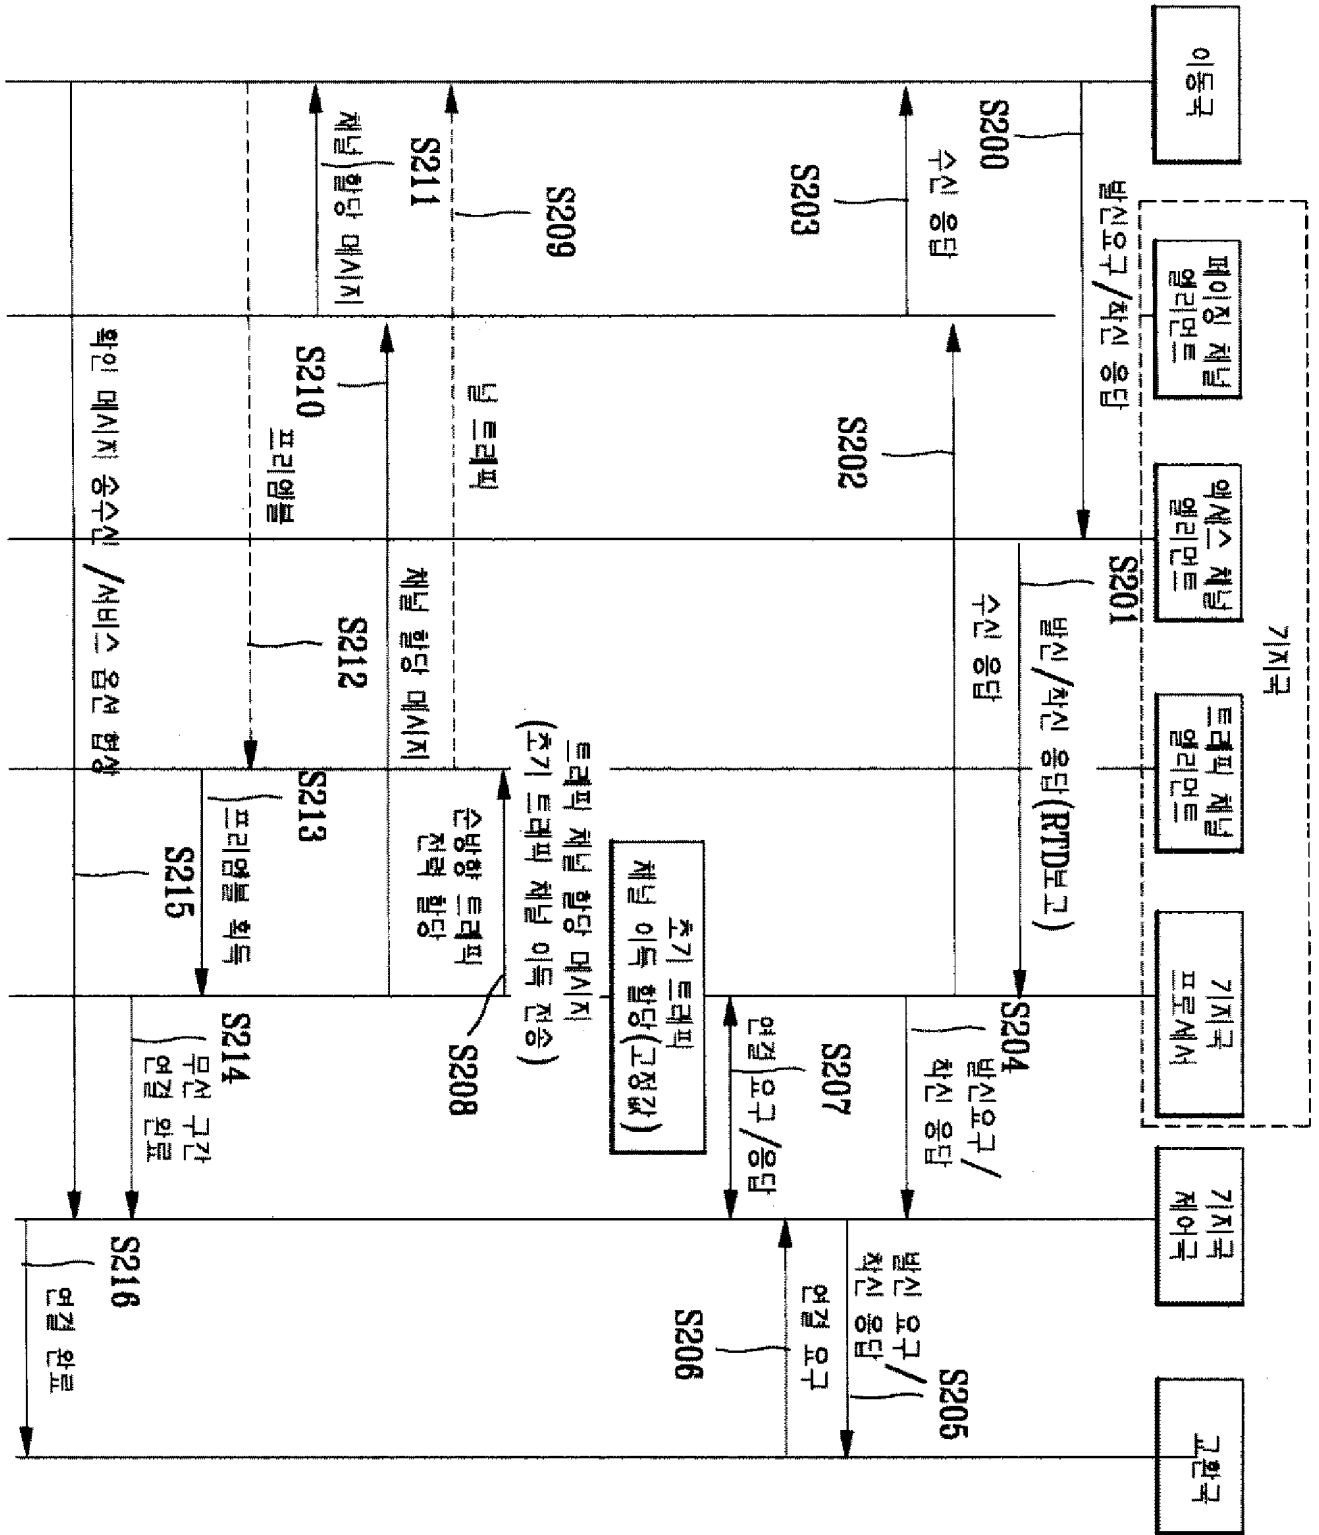 기지국
이동국
페이징 채널
엘리먼트
액세스 채널
엘리먼트
트래픽 채널
엘리먼트
기지국
프로세서
기지국
제어국
교환국
S200
발신요구/착신 응답
S201
발신/착신 응답(RTD보고)
S202
수신 응답
S203
수신 응답
S204
발신요구/
착신 응답
S205
발신 요구/
착신 응답
S206
연결 요구
S207
연결 요구/응답
초기 트래픽
채널 이득 할당(고정값)
트래픽 채널 할당 메시지
(초기 트래픽 채널 이득 전송)
S208
순방향 트래픽
전력 할당
S209
널 트래픽
S210
채널 할당 메시지
S211
채널 할당 메시지
S212
프리엠블
S213
프리앰블 획득
S214
무선 구간
연결 완료
S215
확인 메시지 송수신/서비스 옵션 협상
S216
연결 완료